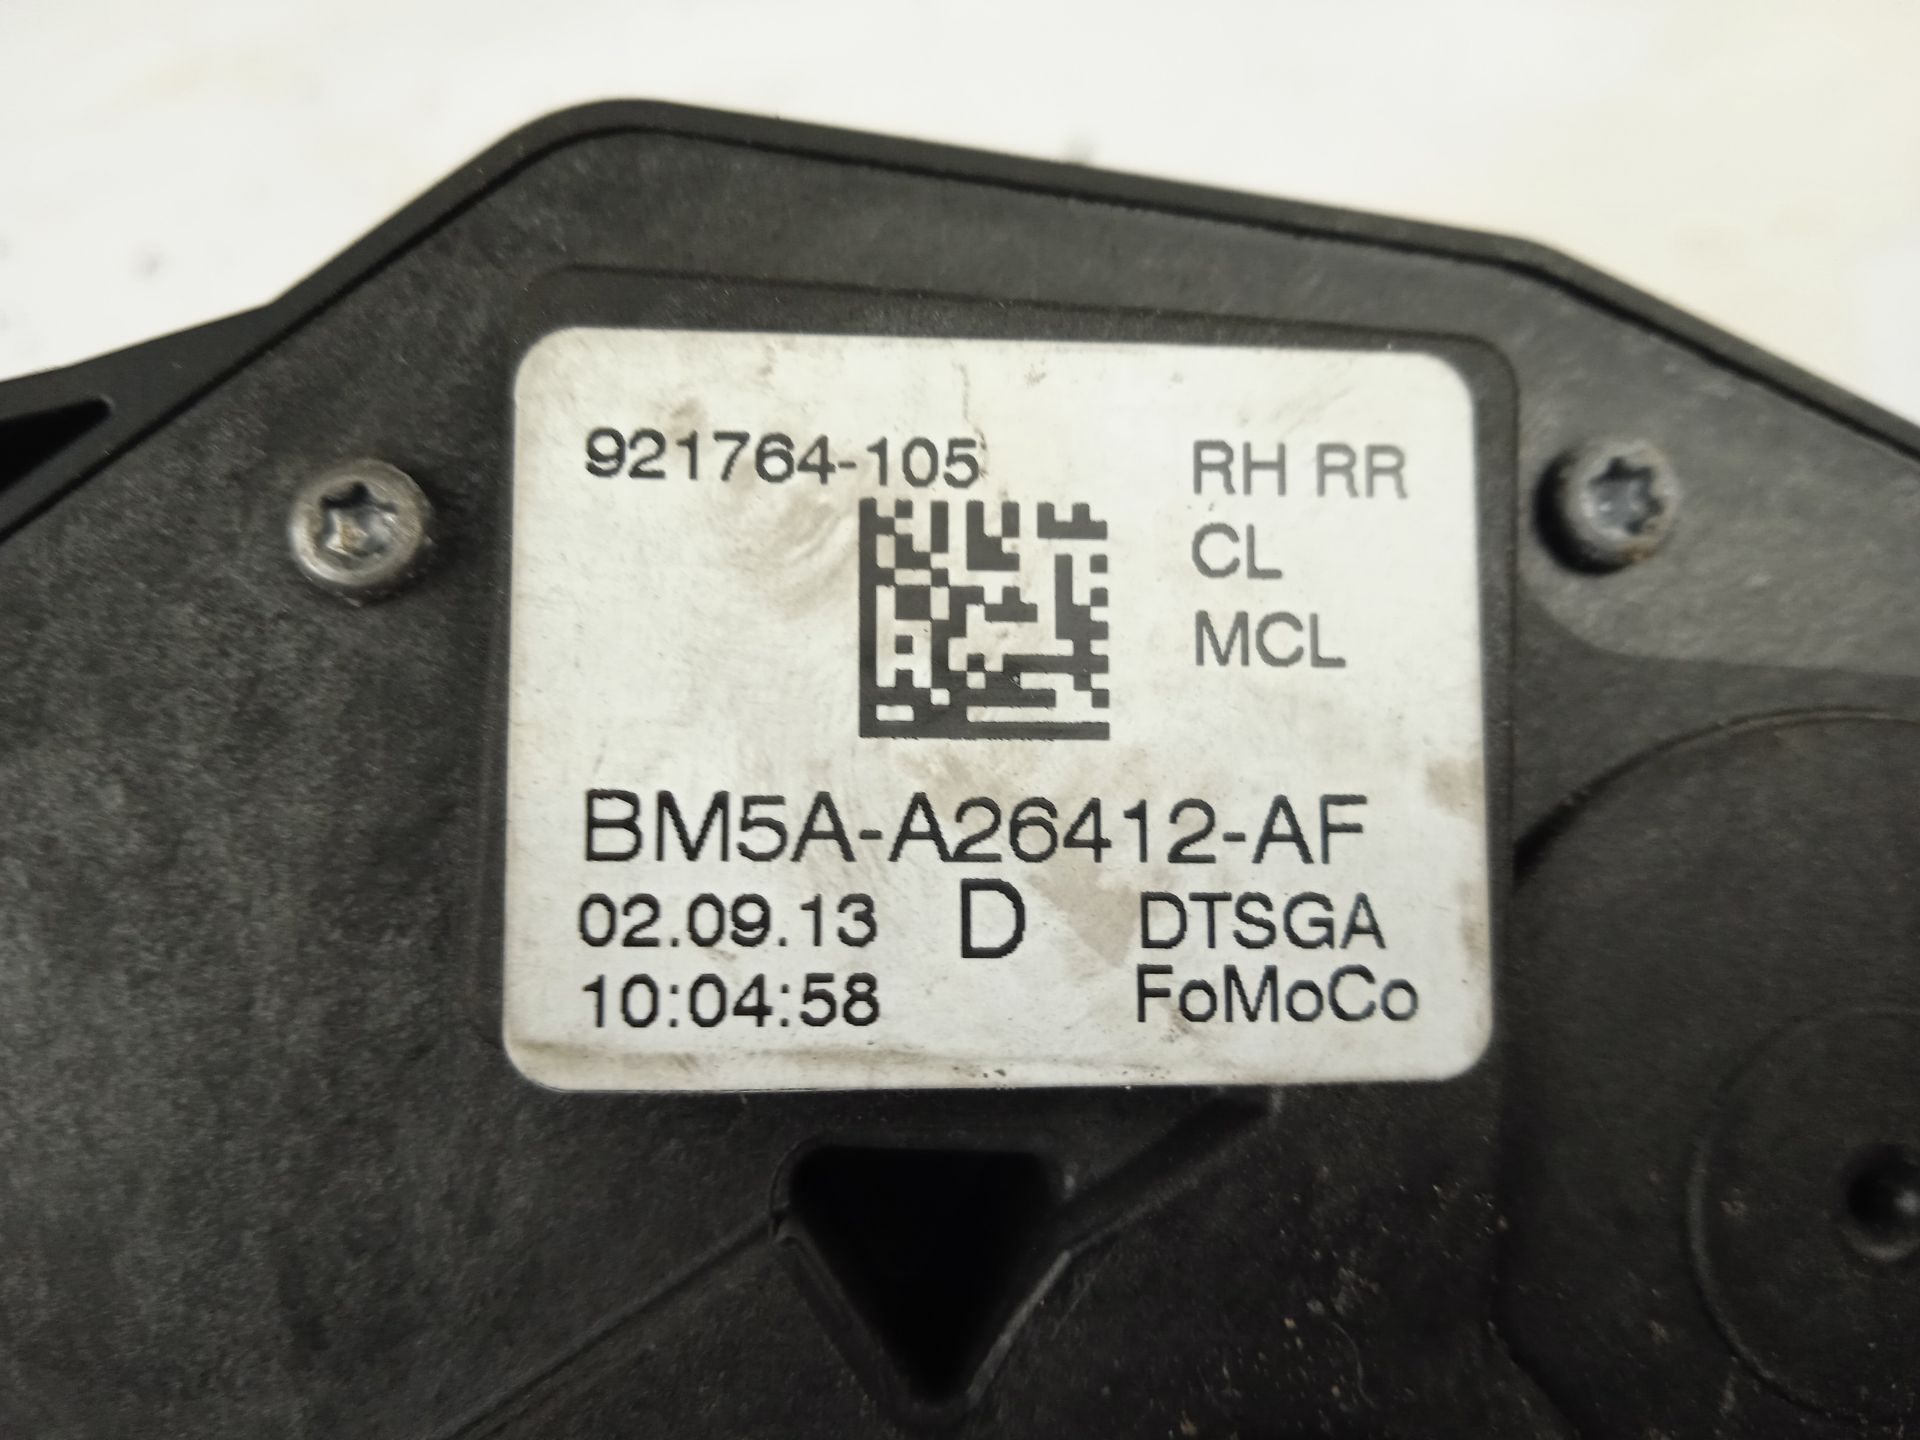 921764-105 RH RR
CL
MCL
BM5A-A26412-AF
02.09.13 D DTSGA
10:04:58 FoMoCo